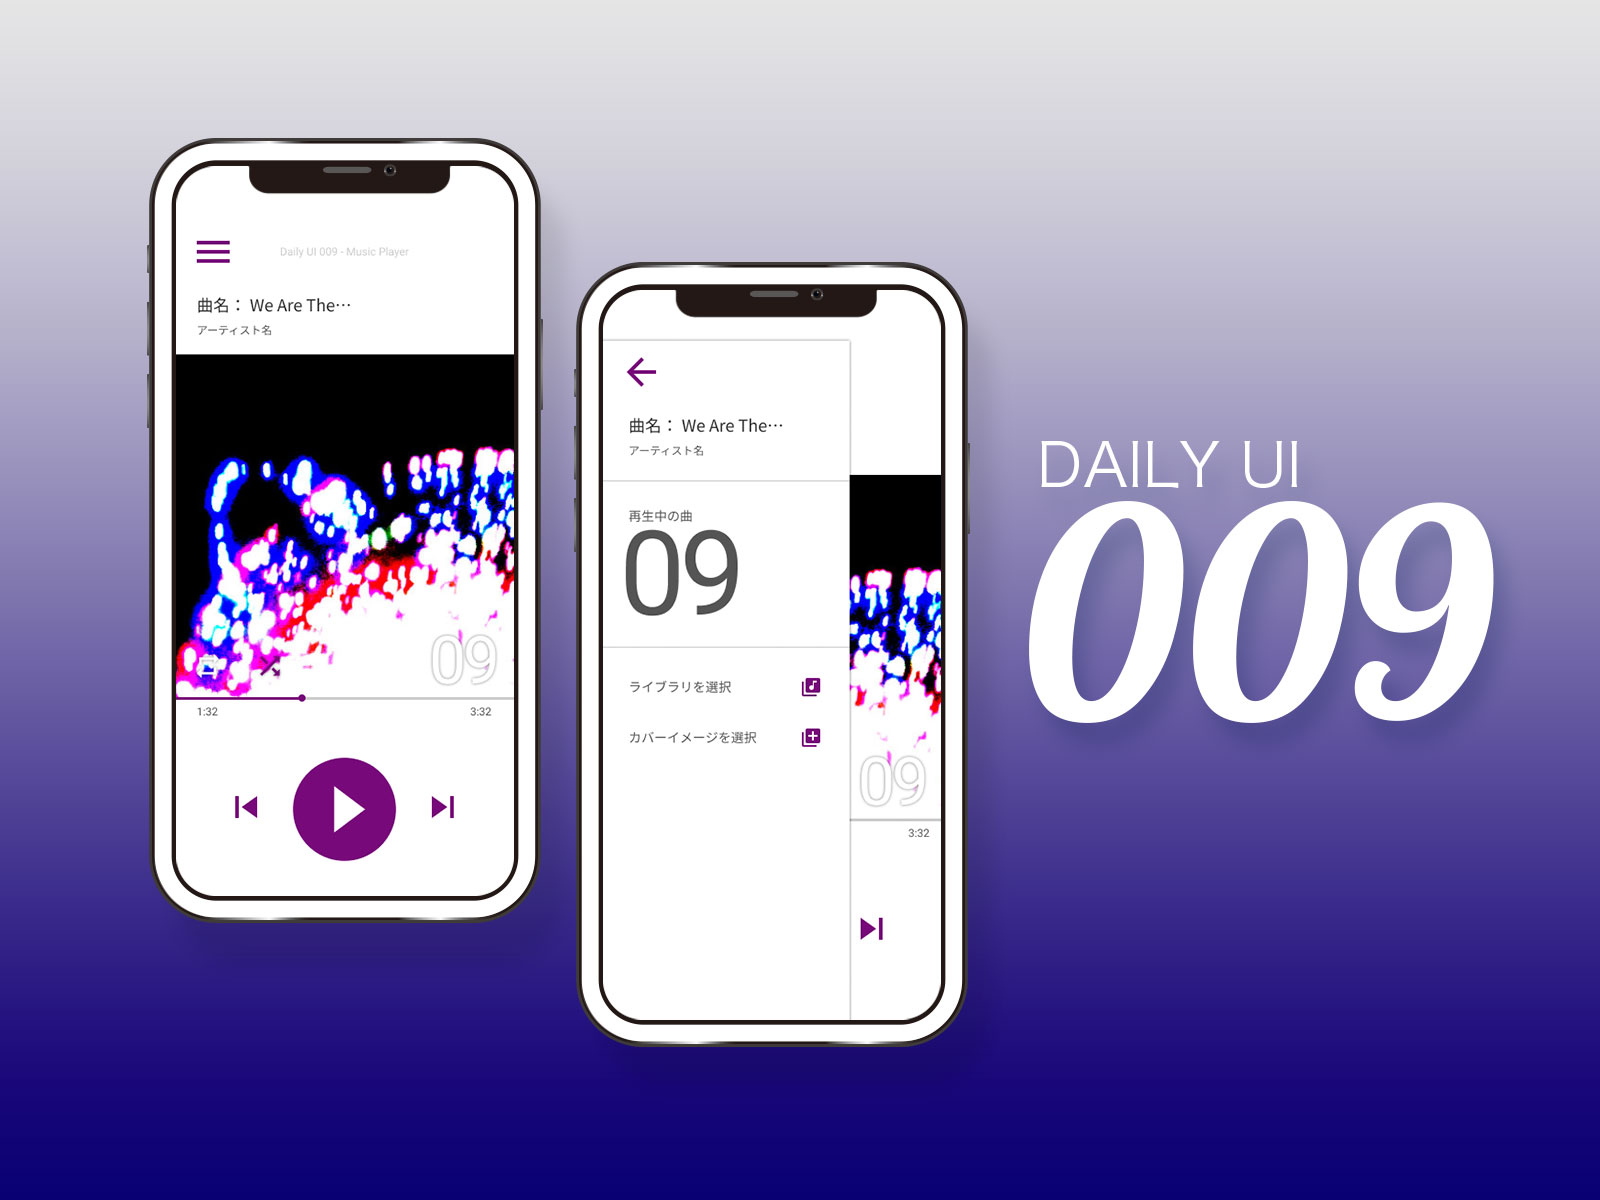 Daily UI 009 - Music Player
曲名： We Are The…
アーティスト名
09
1:32
3:32
曲名： We Are The…
アーティスト名
再生中の曲
09
ライブラリを選択
カバーイメージを選択
09
3:32
DAILY UI
009